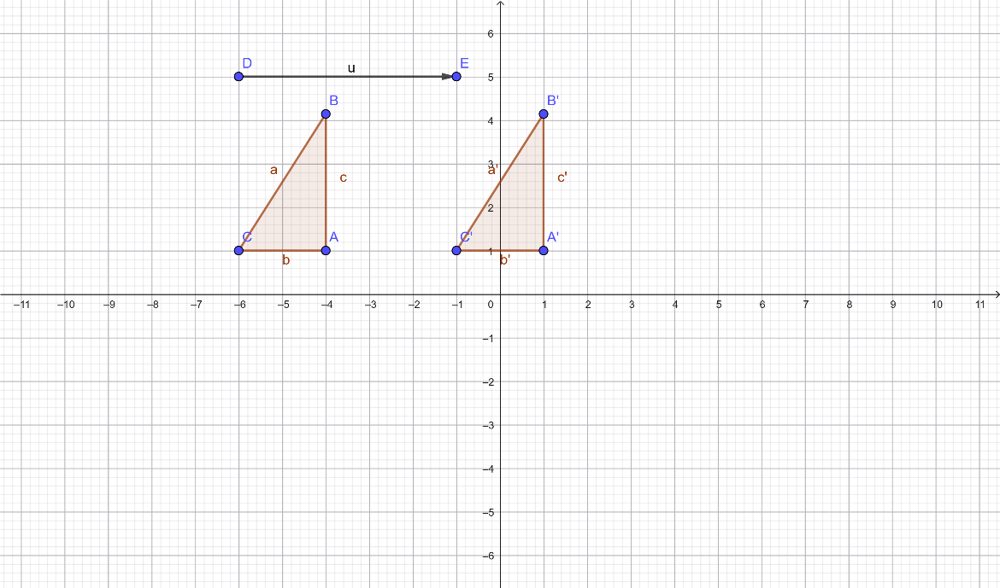 6
D
u
E
5
B
B'
4
a
3
a'
c
c'
2
C
A
C'
A'
1
b
b'
–11 –10 –9 –8 –7 –6 –5 –4 –3 –2 –1 0 1 2 3 4 5 6 7 8 9 10 11
–1
–2
–3
–4
–5
–6